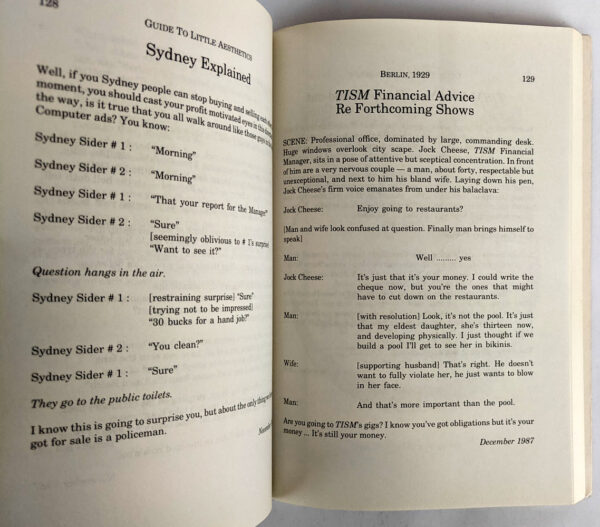 128
GUIDE TO LITTLE AESTHETICS
Sydney Explained
Well, if you Sydney people can stop buying and selling each
moment, you should cast your profit motivated eyes in this
the way, is it true that you all walk around like those guys
Computer ads? You know:
Sydney Sider # 1 : "Morning"
Sydney Sider # 2 : "Morning"
Sydney Sider # 1 : "That your report for the Manager?"
Sydney Sider # 2 : "Sure"
[seemingly oblivious to # 1's surprise]
"Want to see it?"
Question hangs in the air.
Sydney Sider # 1 : [restraining surprise] "Sure"
[trying not to be impressed]
"30 bucks for a hand job?"
Sydney Sider # 2 : "You clean?"
Sydney Sider # 1 : "Sure"
They go to the public toilets.
I know this is going to surprise you, but about the only thing
got for sale is a policeman.
BERLIN, 1929
129
TISM Financial Advice
Re Forthcoming Shows
SCENE: Professional office, dominated by large, commanding desk.
Huge windows overlook city scape. Jock Cheese, TISM Financial
Manager, sits in a pose of attentive but sceptical concentration. In front
of him are a very nervous couple — a man, about forty, respectable but
unexceptional, and next to him his bland wife. Laying down his pen,
Jock Cheese's firm voice emanates from under his balaclava:
Jock Cheese: Enjoy going to restaurants?
[Man and wife look confused at question. Finally man brings himself to
speak]
Man: Well ......... yes
Jock Cheese: It's just that it's your money. I could write the
cheque now, but you're the ones that might
have to cut down on the restaurants.
Man: [with resolution] Look, it's not the pool. It's just
that my eldest daughter, she's thirteen now,
and developing physically. I just thought if we
build a pool I'll get to see her in bikinis.
Wife: [supporting husband] That's right. He doesn't
want to fully violate her, he just wants to blow
in her face.
Man: And that's more important than the pool.
Are you going to TISM's gigs? I know you've got obligations but it's your
money ... It's still your money.
December 1987